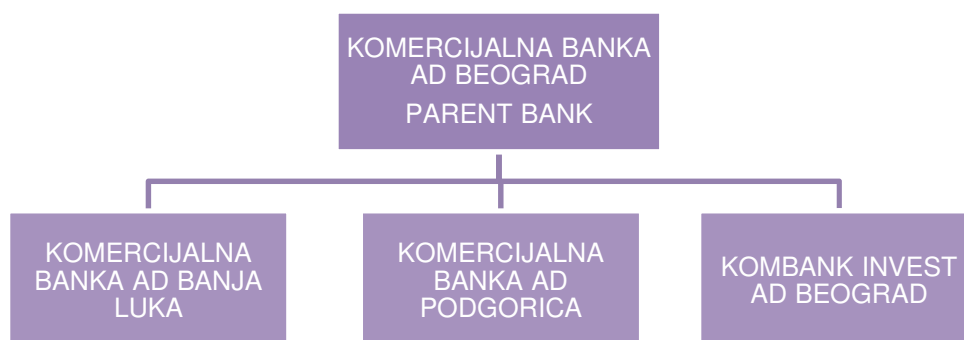 KOMERCIJALNA BANKA
AD BEOGRAD
PARENT BANK
KOMERCIJALNA
BANKA AD BANJA
LUKA
KOMERCIJALNA
BANKA AD
PODGORICA
KOMBANK INVEST
AD BEOGRAD